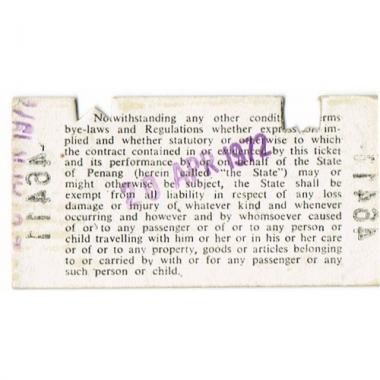 Notwithstanding any other condit rms
bye-laws and Regulations whether express or im-
plied and whether statutory or otherwise to which
the contract contained in or evidenced by this ticket
and its performance by or on behalf of the State
of Penang (herein called "the State") may or
might otherwise be subject, the State shall be
exempt from all liability in respect of any loss
damage or injury of whatever kind and whenever
occurring and however and by whomsoever caused
of or to any passenger or of or to any person or
child travelling with him or her or in his or her care
or of or to any property, goods or articles belonging
to or carried by with or for any passenger or any
such person or child.
APR 1972